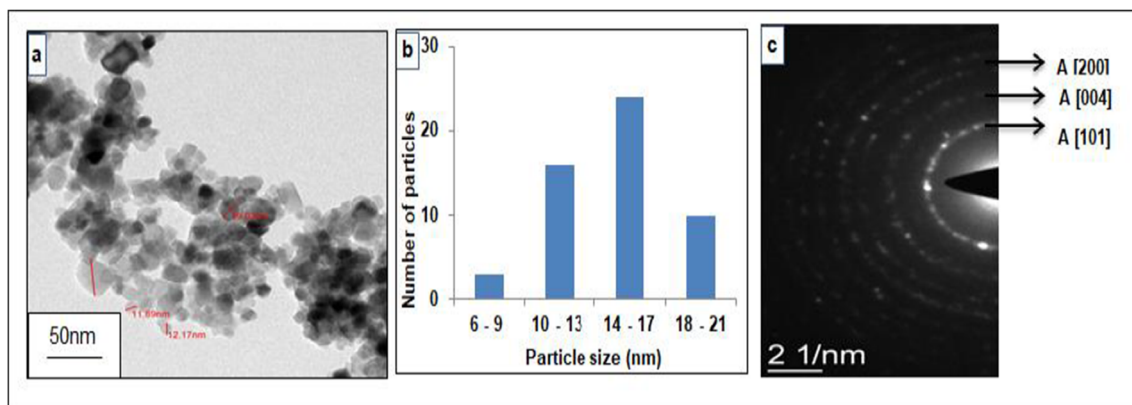 a
11.89nm
12.17nm
50nm
b
30
20
10
0
6 - 9
10 - 13
14 - 17
18 - 21
Number of particles
Particle size (nm)
c
A [200]
A [004]
A [101]
2 1/nm